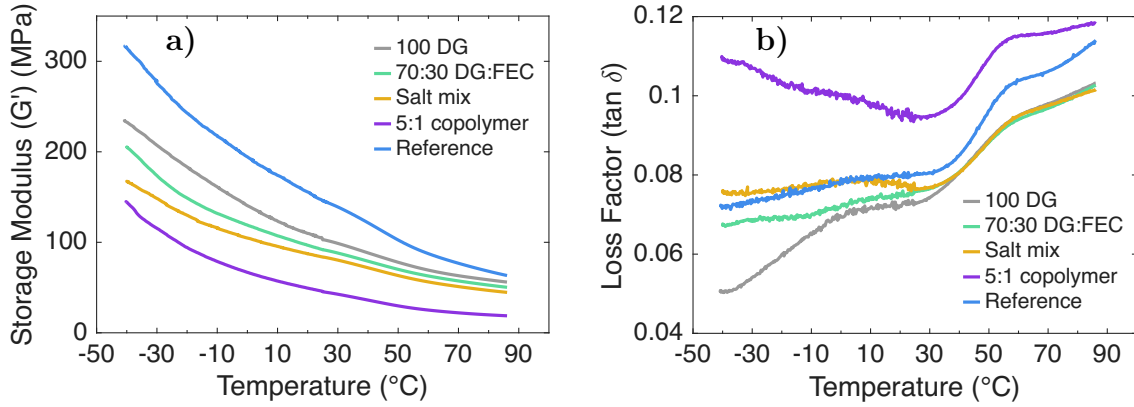 a)
Storage Modulus (G') (MPa)
300
200
100
0
100 DG
70:30 DG:FEC
Salt mix
5:1 copolymer
Reference
-50 -30 -10 10 30 50 70 90
Temperature (°C)
b)
Loss Factor (tan δ)
0.12
0.1
0.08
0.06
0.04
100 DG
70:30 DG:FEC
Salt mix
5:1 copolymer
Reference
-50 -30 -10 10 30 50 70 90
Temperature (°C)